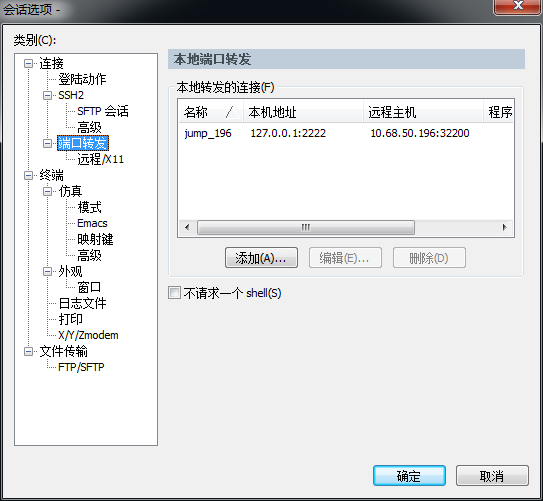 会话选项 -
类别(C):
连接
登陆动作
SSH2
SFTP 会话
高级
端口转发
远程/X11
终端
仿真
模式
Emacs
映射键
高级
外观
窗口
日志文件
打印
X/Y/Zmodem
文件传输
FTP/SFTP
本地端口转发
本地转发的连接(F)
名称 / 本机地址 远程主机 程序
jump_196 127.0.0.1:2222 10.68.50.196:32200
添加(A)... 编辑(E)... 删除(D)
不请求一个 shell(S)
确定 取消